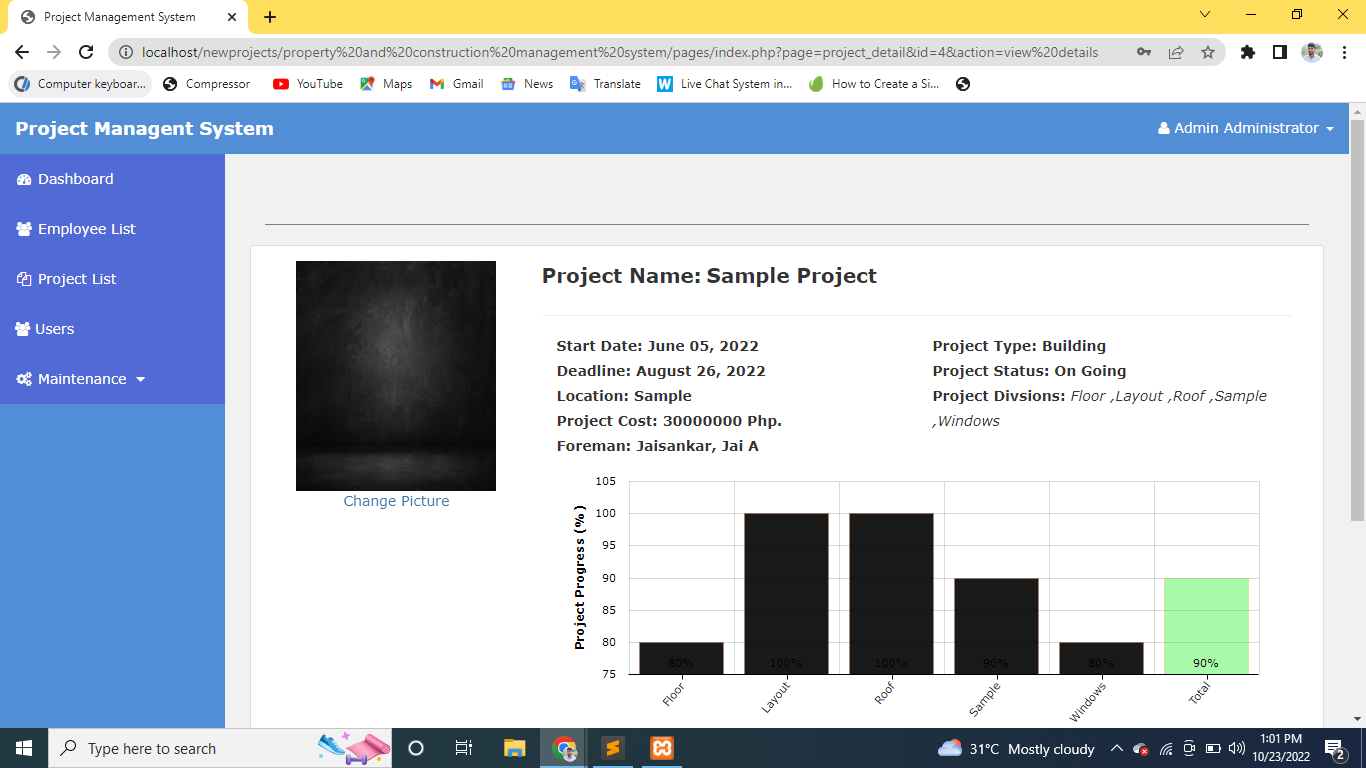 Project Management System
localhost/newprojects/property%20and%20construction%20management%20system/pages/index.php?page=project_detail&id=4&action=view%20details
Computer keyboar... Compressor YouTube Maps Gmail News Translate Live Chat System in... How to Create a Si...
Project Managent System
Admin Administrator
Dashboard
Employee List
Project List
Users
Maintenance
Change Picture
Project Name: Sample Project
Start Date: June 05, 2022
Deadline: August 26, 2022
Location: Sample
Project Cost: 30000000 Php.
Foreman: Jaisankar, Jai A
Project Type: Building
Project Status: On Going
Project Divsions: Floor ,Layout ,Roof ,Sample
,Windows
Project Progress (%)
105
100
95
90
85
80
75
80% 100% 100% 90% 80% 90%
Floor Layout Roof Sample Windows Total
Type here to search
31°C Mostly cloudy
1:01 PM
10/23/2022
2